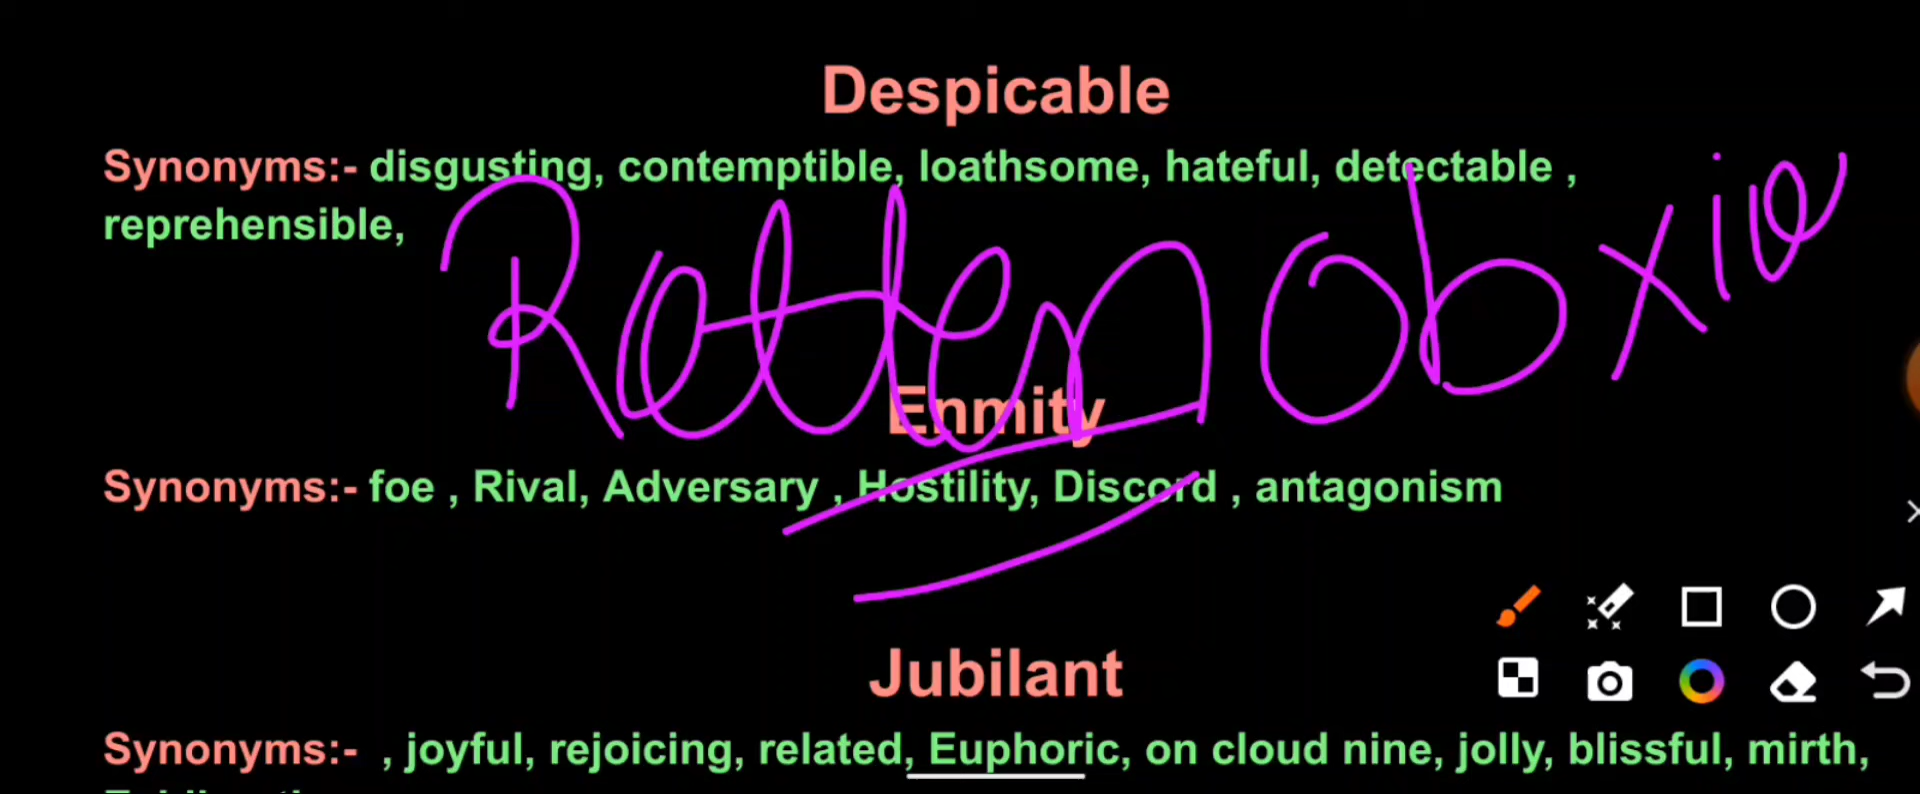 Despicable
Synonyms:- disgusting, contemptible, loathsome, hateful, detectable ,
reprehensible,
Rotten Obxio
Enmity
Synonyms:- foe , Rival, Adversary , Hostility, Discord , antagonism
Jubilant
Synonyms:- , joyful, rejoicing, related, Euphoric, on cloud nine, jolly, blissful, mirth,